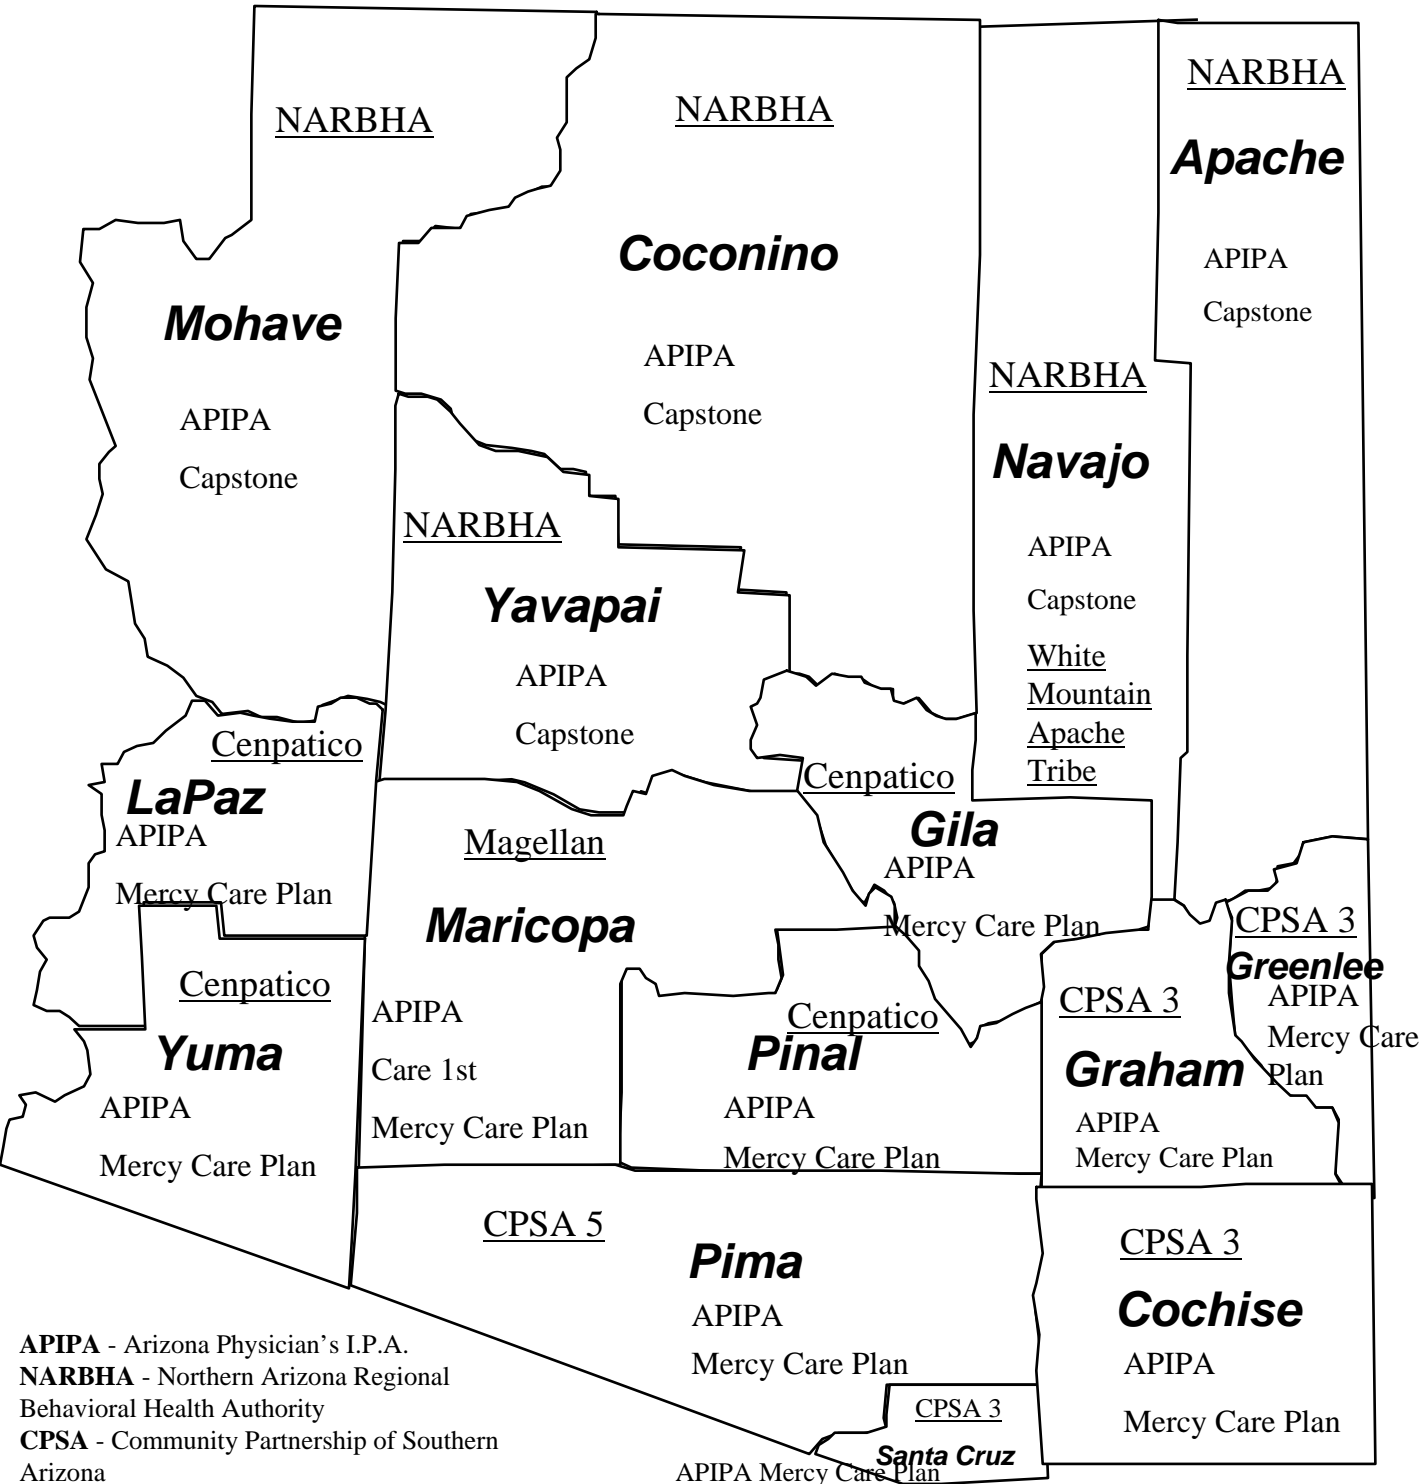 NARBHA
Mohave
APIPA
Capstone
NARBHA
Coconino
APIPA
Capstone
NARBHA
Apache
APIPA
Capstone
NARBHA
Navajo
APIPA
Capstone
White
Mountain
Apache
Tribe
NARBHA
Yavapai
APIPA
Capstone
Cenpatico
LaPaz
APIPA
Mercy Care Plan
Magellan
Maricopa
APIPA
Care 1st
Mercy Care Plan
Cenpatico
Gila
APIPA
Mercy Care Plan
CPSA 3
Greenlee
APIPA
Mercy Care
Plan
Cenpatico
Yuma
APIPA
Mercy Care Plan
Cenpatico
Pinal
APIPA
Mercy Care Plan
CPSA 3
Graham
APIPA
Mercy Care Plan
CPSA 5
Pima
APIPA
Mercy Care Plan
CPSA 3
Cochise
APIPA
Mercy Care Plan
CPSA 3
Santa Cruz
APIPA Mercy Care Plan
APIPA - Arizona Physician’s I.P.A.
NARBHA - Northern Arizona Regional
Behavioral Health Authority
CPSA - Community Partnership of Southern
Arizona